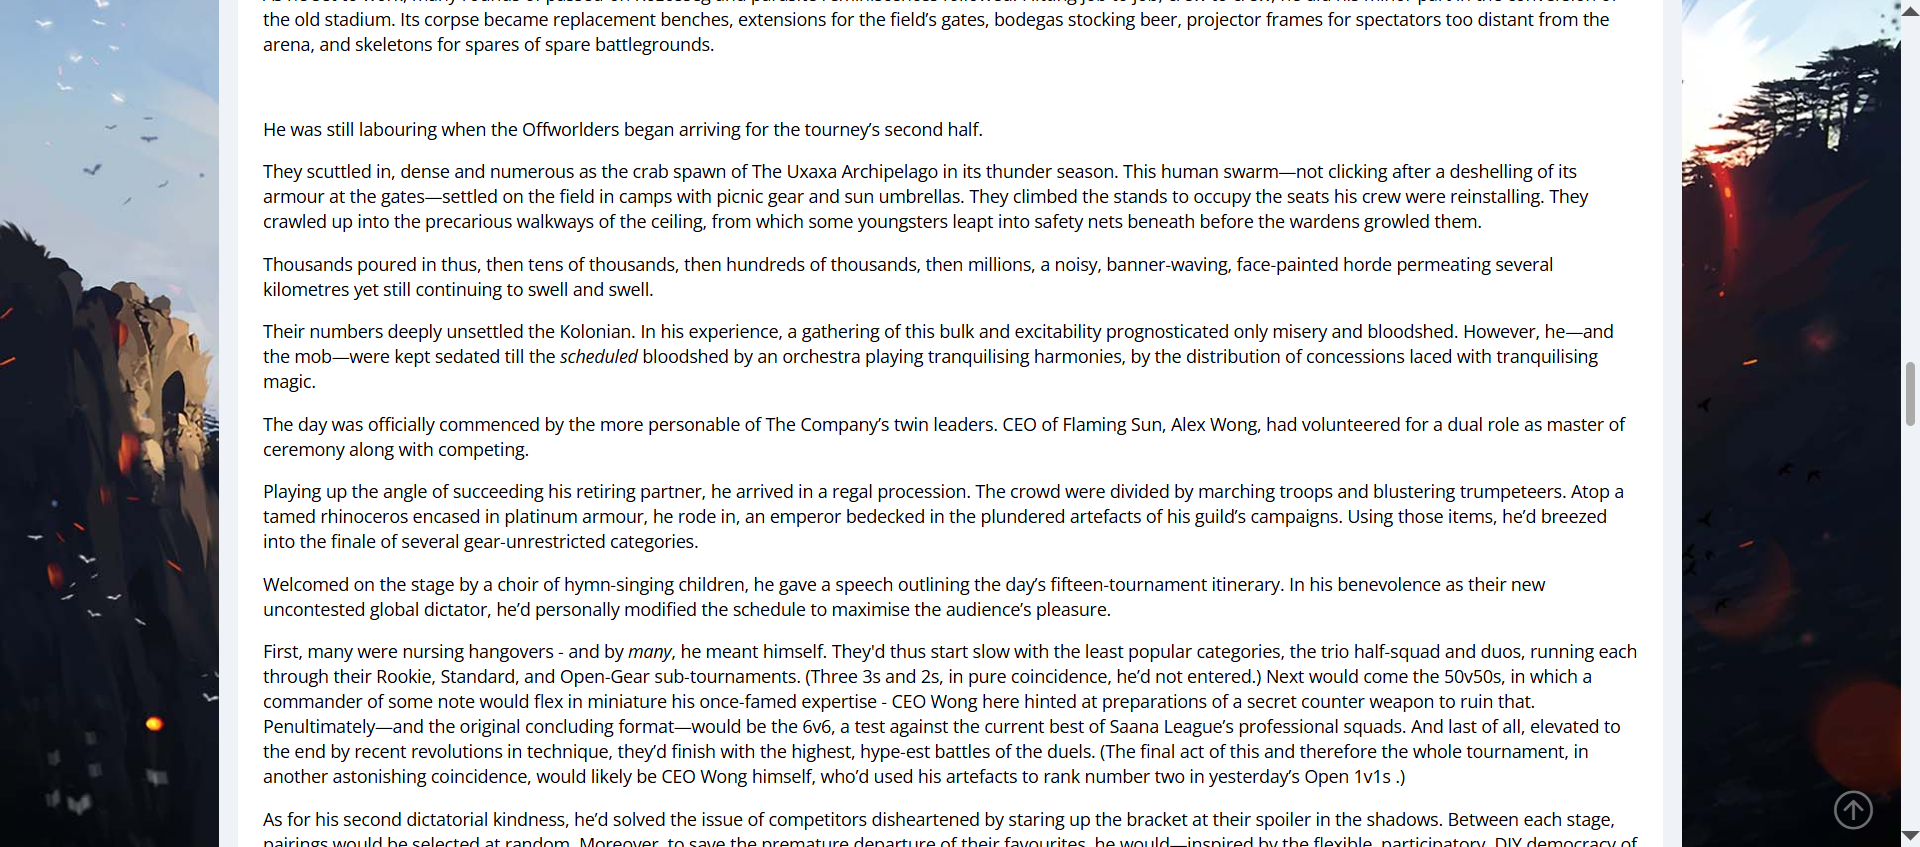 the old stadium. Its corpse became replacement benches, extensions for the field’s gates, bodegas stocking beer, projector frames for spectators too distant from the
arena, and skeletons for spares of spare battlegrounds.
He was still labouring when the Offworlders began arriving for the tourney’s second half.
They scuttled in, dense and numerous as the crab spawn of The Uxaxa Archipelago in its thunder season. This human swarm—not clicking after a deshelling of its
armour at the gates—settled on the field in camps with picnic gear and sun umbrellas. They climbed the stands to occupy the seats his crew were reinstalling. They
crawled up into the precarious walkways of the ceiling, from which some youngsters leapt into safety nets beneath before the wardens growled them.
Thousands poured in thus, then tens of thousands, then hundreds of thousands, then millions, a noisy, banner-waving, face-painted horde permeating several
kilometres yet still continuing to swell and swell.
Their numbers deeply unsettled the Kolonian. In his experience, a gathering of this bulk and excitability prognosticated only misery and bloodshed. However, he—and
the mob—were kept sedated till the scheduled bloodshed by an orchestra playing tranquilising harmonies, by the distribution of concessions laced with tranquilising
magic.
The day was officially commenced by the more personable of The Company’s twin leaders. CEO of Flaming Sun, Alex Wong, had volunteered for a dual role as master of
ceremony along with competing.
Playing up the angle of succeeding his retiring partner, he arrived in a regal procession. The crowd were divided by marching troops and blustering trumpeteers. Atop a
tamed rhinoceros encased in platinum armour, he rode in, an emperor bedecked in the plundered artefacts of his guild’s campaigns. Using those items, he’d breezed
into the finale of several gear-unrestricted categories.
Welcomed on the stage by a choir of hymn-singing children, he gave a speech outlining the day’s fifteen-tournament itinerary. In his benevolence as their new
uncontested global dictator, he’d personally modified the schedule to maximise the audience’s pleasure.
First, many were nursing hangovers - and by many, he meant himself. They'd thus start slow with the least popular categories, the trio half-squad and duos, running each
through their Rookie, Standard, and Open-Gear sub-tournaments. (Three 3s and 2s, in pure coincidence, he’d not entered.) Next would come the 50v50s, in which a
commander of some note would flex in miniature his once-famed expertise - CEO Wong here hinted at preparations of a secret counter weapon to ruin that.
Penultimately—and the original concluding format—would be the 6v6, a test against the current best of Saana League’s professional squads. And last of all, elevated to
the end by recent revolutions in technique, they’d finish with the highest, hype-est battles of the duels. (The final act of this and therefore the whole tournament, in
another astonishing coincidence, would likely be CEO Wong himself, who’d used his artefacts to rank number two in yesterday’s Open 1v1s .)
As for his second dictatorial kindness, he’d solved the issue of competitors disheartened by staring up the bracket at their spoiler in the shadows. Between each stage,
pairings would be selected at random. Moreover, to save the premature departure of their favourites, he would—inspired by the flexible, participatory, DIY democracy of